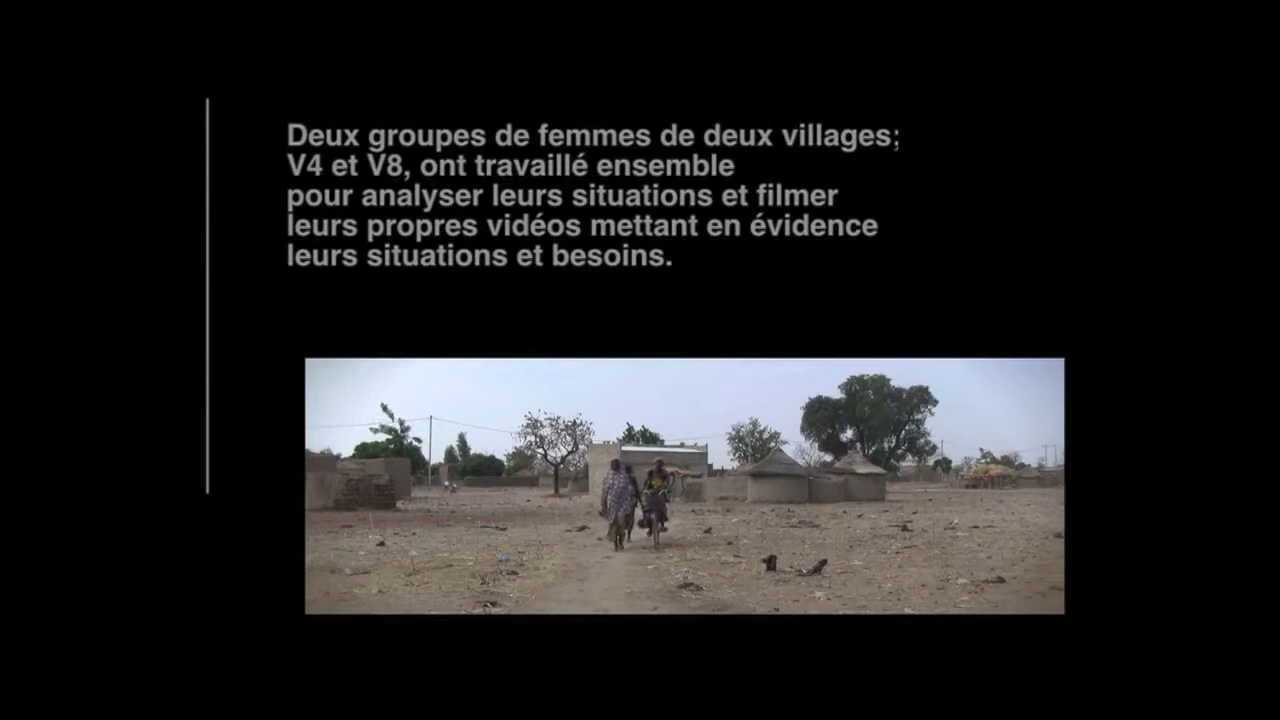 Deux groupes de femmes de deux villages;
V4 et V8, ont travaillé ensemble
pour analyser leurs situations et filmer
leurs propres vidéos mettant en évidence
leurs situations et besoins.